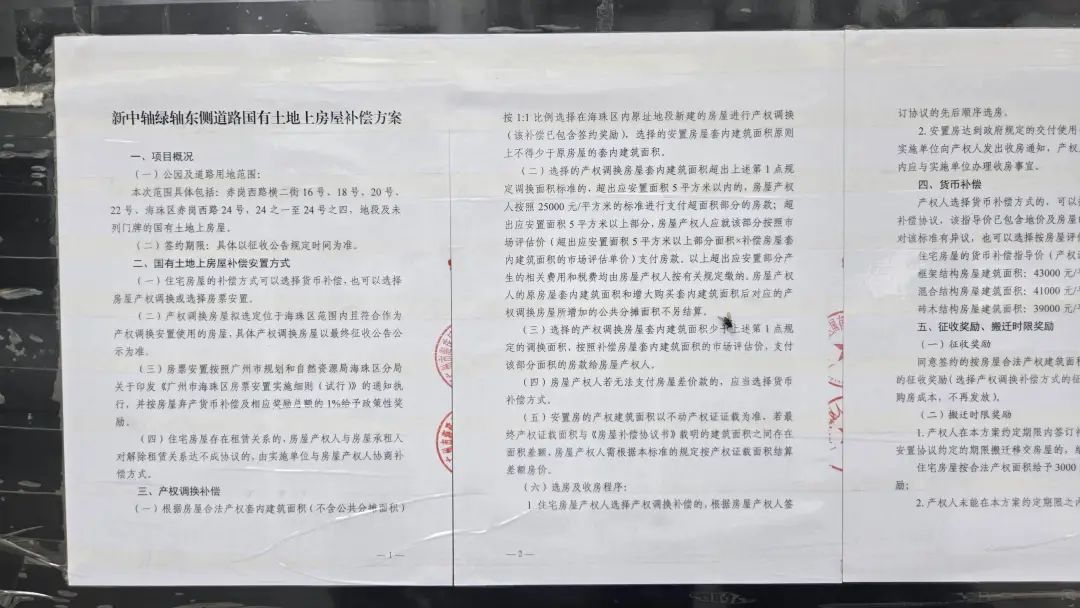 新中轴绿轴东侧道路国有土地上房屋补偿方案
一、项目概况
（一）公园及道路用地范围：
本次范围具体包括：赤岗西路横二街16号、18号、20号、
22号、海珠区赤岗西路24号、24之一至24号之四、地段及未
列门牌的国有土地上房屋。
（二）签约期限：具体以征收公告规定时间为准。
二、国有土地上房屋补偿安置方式
（一）住宅房屋的补偿方式可以选择货币补偿，也可以选择
房屋产权调换或选择房票安置。
（二）产权调换房屋拟选定位于海珠区范围内且符合作为
产权调换安置使用的房屋，具体产权调换房屋以最终征收公告公
示为准。
（三）房票安置按照广州市规划和自然资源局海珠区分局
关于印发《广州市海珠区房票安置实施细则（试行）》的通知执
行，并按房屋弃产货币补偿及相应奖励总额的1%给予政策性奖
励。
（四）住宅房屋存在租赁关系的，房屋产权人与房屋承租人
对解除租赁关系达不成协议的，由实施单位与房屋产权人协商补
偿方式。
三、产权调换补偿
（一）根据房屋合法产权套内建筑面积（不含公共分摊面积）
—1—
按1:1比例选择在海珠区内原址地段新建的房屋进行产权调换
（该补偿已包含签约奖励）。选择的安置房屋套内建筑面积原则
上不得少于原房屋的套内建筑面积。
（二）选择的产权调换房屋套内建筑面积超出上述第1点规
定调换面积标准的，超出应安置面积5平方米以内的，房屋产权
人按照25000元/平方米的标准进行支付超面积部分的房款；超
出应安置面积5平方米以上部分，房屋产权人应就该部分按照市
场评估价（超出应安置面积5平方米以上部分面积×补偿房屋套
内建筑面积的市场评估单价）支付房款。以上超出应安置部分产
生的相关费用和税费均由房屋产权人按有关规定缴纳。房屋产权
人的原房屋套内建筑面积和增大购买套内建筑面积后对应的产
权调换房屋所增加的公共分摊面积不另结算。
（三）选择的产权调换房屋套内建筑面积少于上述第1点规
定的调换面积，按照补偿房屋套内建筑面积的市场评估价，支付
该部分面积的房款给房屋产权人。
（四）房屋产权人若无法支付房屋差价款的，应当选择货币
补偿方式。
（五）安置房的产权建筑面积以不动产权证证载为准。若最
终产权证载面积与《房屋补偿协议书》载明的建筑面积之间存在
面积差额，房屋产权人需根据本标准的规定按产权证载面积结算
差额房价。
（六）选房及收房程序：
1.住宅房屋产权人选择产权调换补偿的，根据房屋产权人签
—2—
订协议的先后顺序选房。
2.安置房达到政府规定的交付使用
实施单位向产权人发出收房通知，产权
内应与实施单位办理收房事宜。
四、货币补偿
产权人选择货币补偿方式的，可以
补偿协议，该指导价已包含地价及房屋
对该标准有异议，也可以选择按房屋评
住宅房屋的货币补偿指导价（产权
框架结构房屋建筑面积：43000元/
混合结构房屋建筑面积：41000元/
砖木结构房屋建筑面积：39000元/
五、征收奖励、搬迁时限奖励
（一）征收奖励
同意签约的按房屋合法产权建筑面积
的征收奖励（选择产权调换补偿方式的征
购房成本，不再发放）。
（二）搬迁时限奖励
1.产权人在本方案约定期限内签订补
安置协议约定的期限搬迁移交房屋的，给
住宅房屋按合法产权面积给予3000
励；
2.产权人未能在本方案约定期限之内